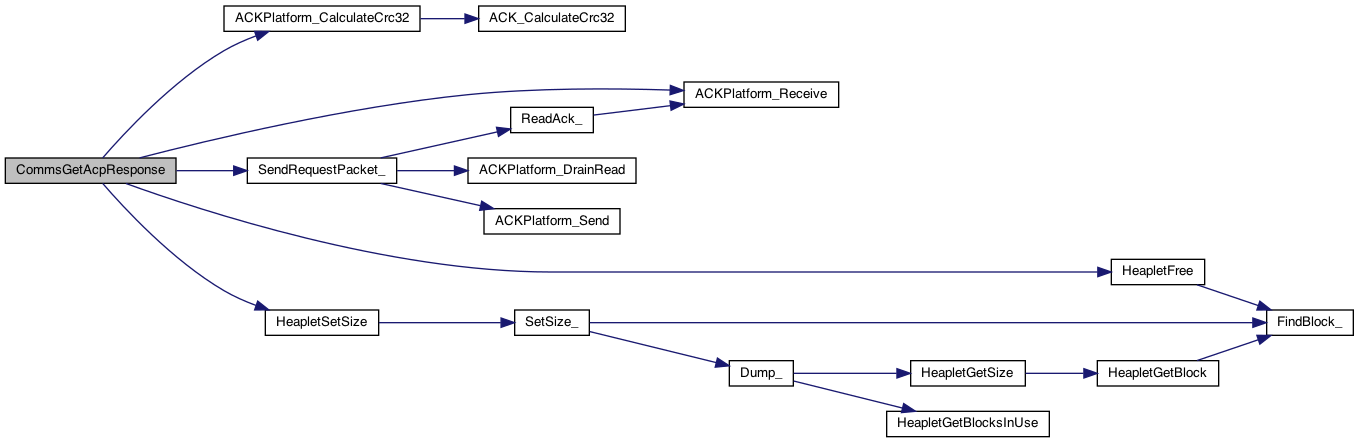 ACKPlatform_CalculateCrc32
ACK_CalculateCrc32
ACKPlatform_Receive
ReadAck_
CommsGetAcpResponse
SendRequestPacket_
ACKPlatform_DrainRead
ACKPlatform_Send
HeapletFree
HeapletSetSize
SetSize_
FindBlock_
Dump_
HeapletGetSize
HeapletGetBlock
HeapletGetBlocksInUse